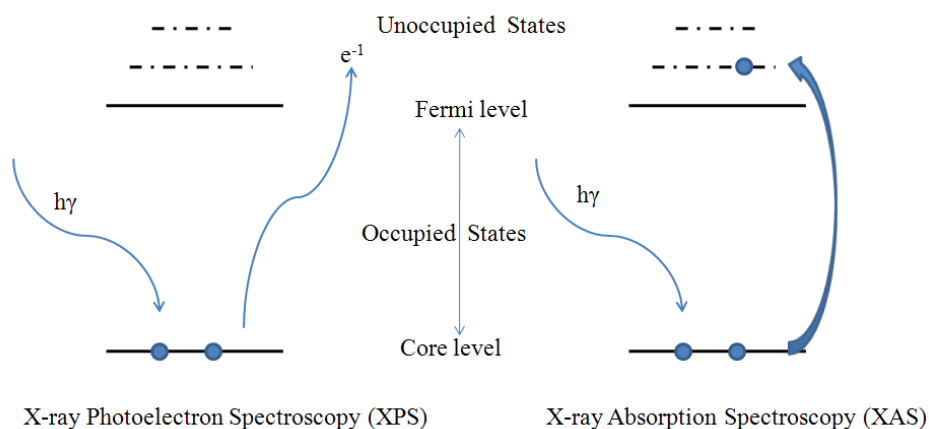 Unoccupied States
e-1
Fermi level
hγ
hγ
Occupied States
Core level
X-ray Photoelectron Spectroscopy (XPS)
X-ray Absorption Spectroscopy (XAS)